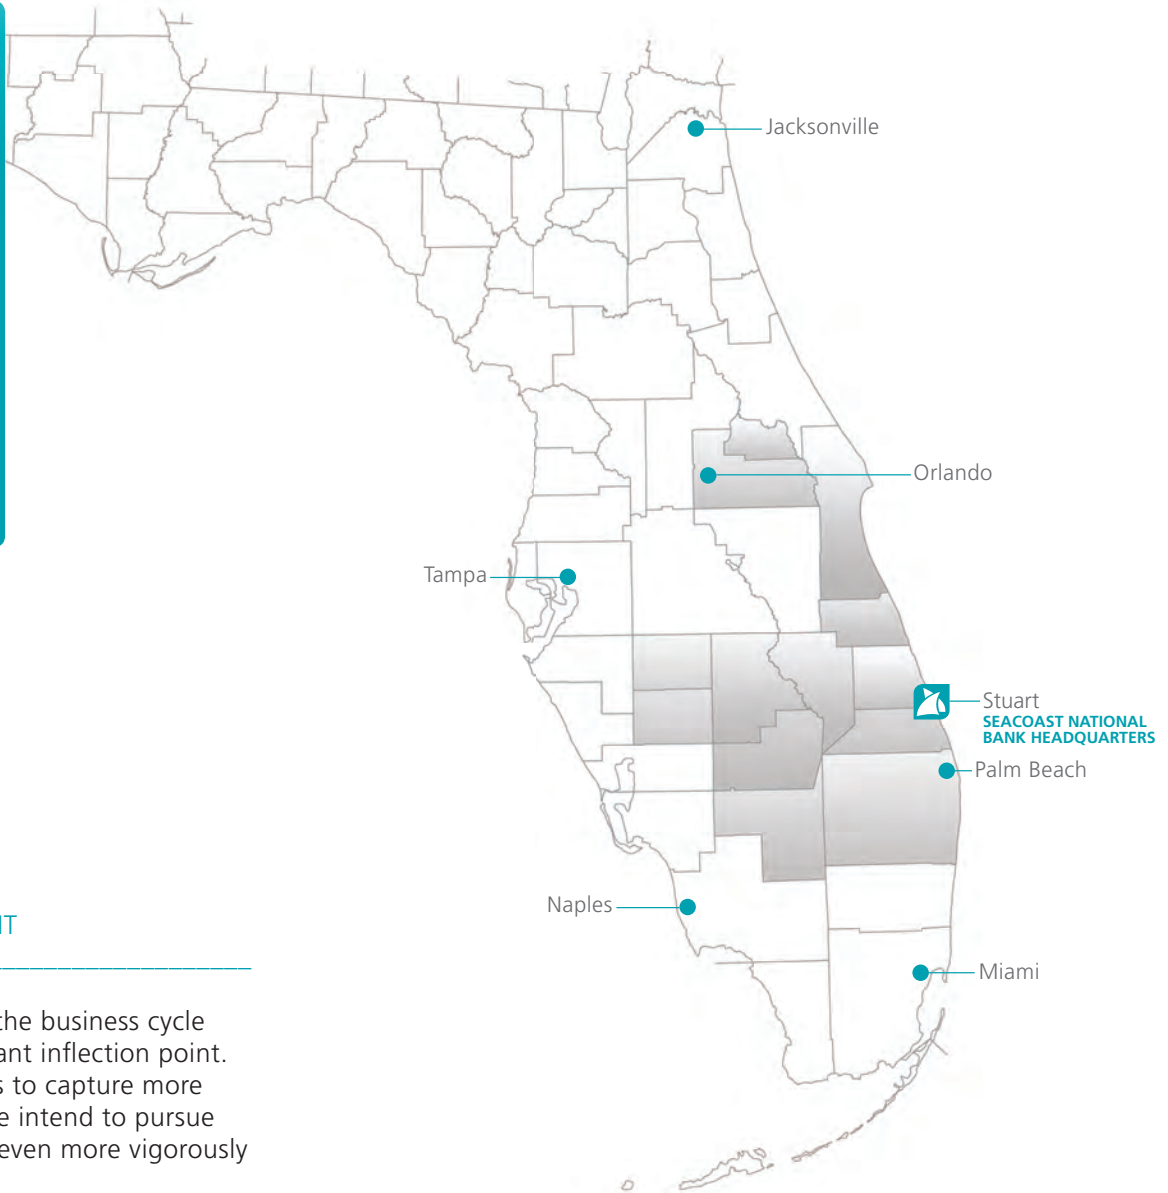 Jacksonville
Orlando
Tampa
Stuart
SEACOAST NATIONAL
BANK HEADQUARTERS
Palm Beach
Naples
Miami
the business cycle
inflection point.
to capture more
intend to pursue
even more vigorously